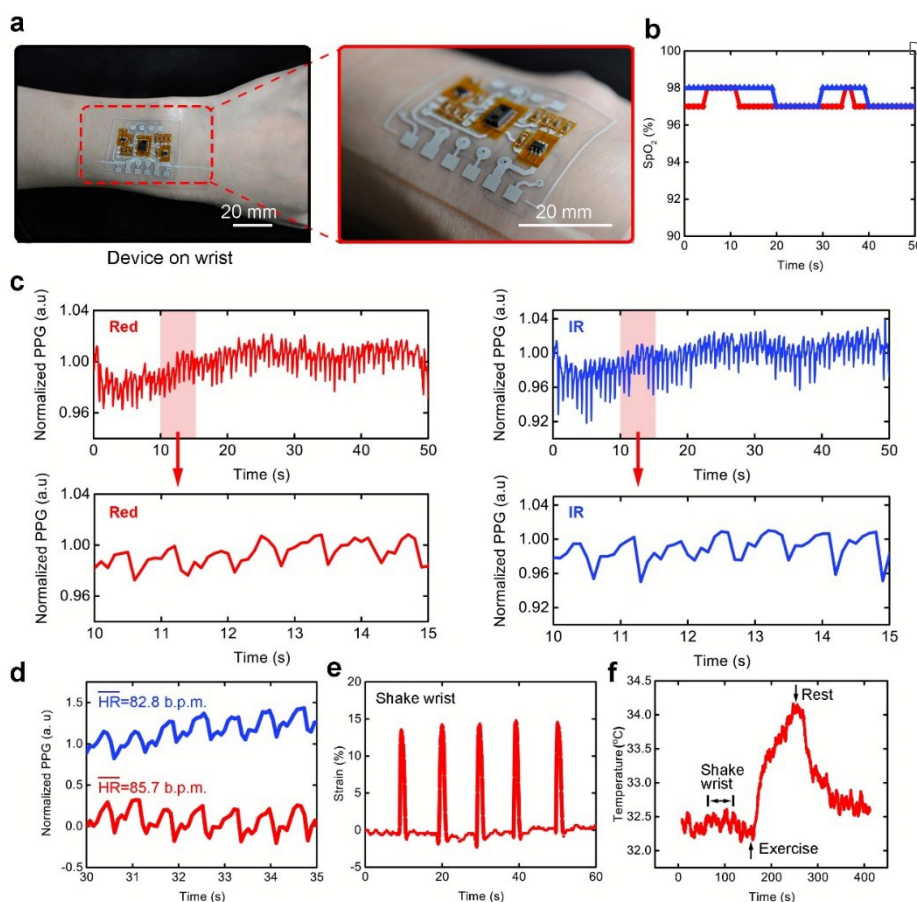 a
20 mm
20 mm
Device on wrist
b
SpO2 (%)
100
98
96
94
92
90
0 10 20 30 40 50
Time (s)
c
Normalized PPG (a.u)
1.04
1.00
0.96
Red
0 10 20 30 40 50
Time (s)
Normalized PPG (a.u)
1.04
1.00
0.96
0.92
IR
0 10 20 30 40 50
Time (s)
Normalized PPG (a.u)
1.04
1.00
0.96
Red
10 11 12 13 14 15
Time (s)
Normalized PPG (a.u)
1.04
1.00
0.96
0.92
IR
10 11 12 13 14 15
Time (s)
d
Normalized PPG (a. u)
1.5
1.0
0.5
0.0
-0.5
HR=82.8 b.p.m.
HR=85.7 b.p.m.
30 31 32 33 34 35
Time (s)
e
Strain (%)
20
15
10
5
0
-5
Shake wrist
0 20 40 60
Time (s)
f
Temperature (°C)
34.5
34.0
33.5
33.0
32.5
32.0
Rest
Shake
wrist
Exercise
0 100 200 300 400
Time (s)